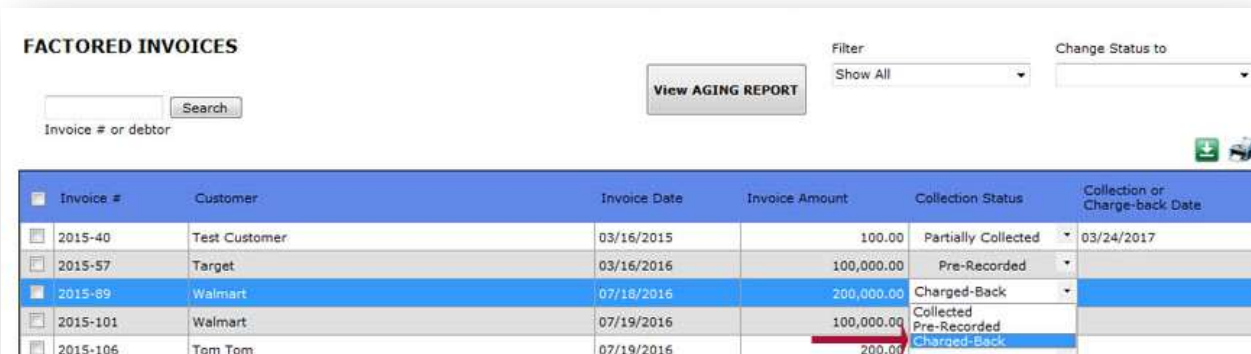 FACTORED INVOICES
Filter
Change Status to
Show All
View AGING REPORT
Search
Invoice # or debtor
Invoice # Customer Invoice Date Invoice Amount Collection Status Collection or
Charge-back Date
2015-40 Test Customer 03/16/2015 100.00 Partially Collected 03/24/2017
2015-57 Target 03/16/2016 100,000.00 Pre-Recorded
2015-89 Walmart 07/18/2016 200,000.00 Charged-Back
Collected
2015-101 Walmart 07/19/2016 100,000.00 Pre-Recorded
Charged-Back
2015-106 Tom Tom 07/19/2016 200.00